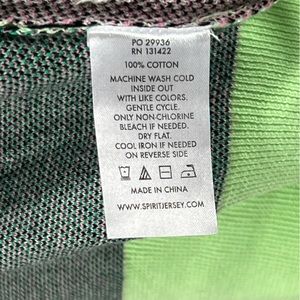 PO 29936
RN 131422
100% COTTON
MACHINE WASH COLD
INSIDE OUT
WITH LIKE COLORS.
GENTLE CYCLE.
ONLY NON-CHLORINE
BLEACH IF NEEDED.
DRY FLAT.
COOL IRON IF NEEDED
ON REVERSE SIDE
MADE IN CHINA
WWW.SPIRITJERSEY.COM